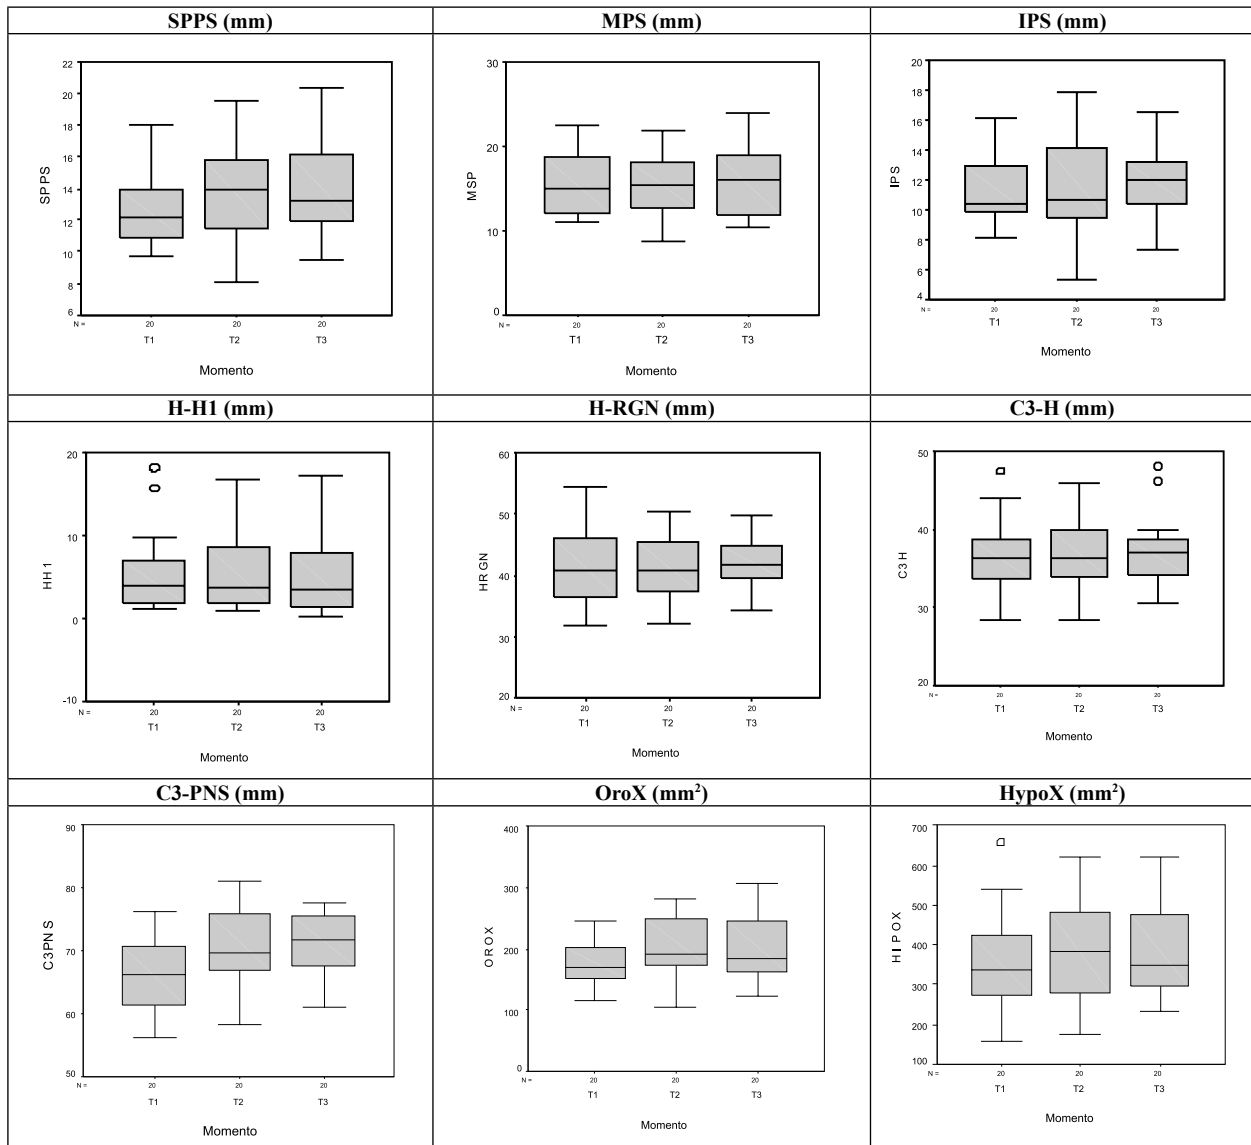 SPPS (mm)
22
20
18
16
14
12
10
8
6
SPPS
N = 20 20 20
T1 T2 T3
Momento
MPS (mm)
30
20
10
0
MSP
N = 20 20 20
T1 T2 T3
Momento
IPS (mm)
20
18
16
14
12
10
8
6
4
IPS
N = 20 20 20
T1 T2 T3
Momento
H-H1 (mm)
20
10
0
-10
HH1
N = 20 20 20
T1 T2 T3
Momento
H-RGN (mm)
60
50
40
30
20
HRGN
N = 20 20 20
T1 T2 T3
Momento
C3-H (mm)
50
40
30
20
C3H
N = 20 20 20
T1 T2 T3
Momento
C3-PNS (mm)
90
80
70
60
50
C3PNS
N = 20 20 20
T1 T2 T3
Momento
OroX (mm²)
400
300
200
100
0
OROX
N = 20 20 20
T1 T2 T3
Momento
HypoX (mm²)
700
600
500
400
300
200
100
HIPOX
N = 20 20 20
T1 T2 T3
Momento